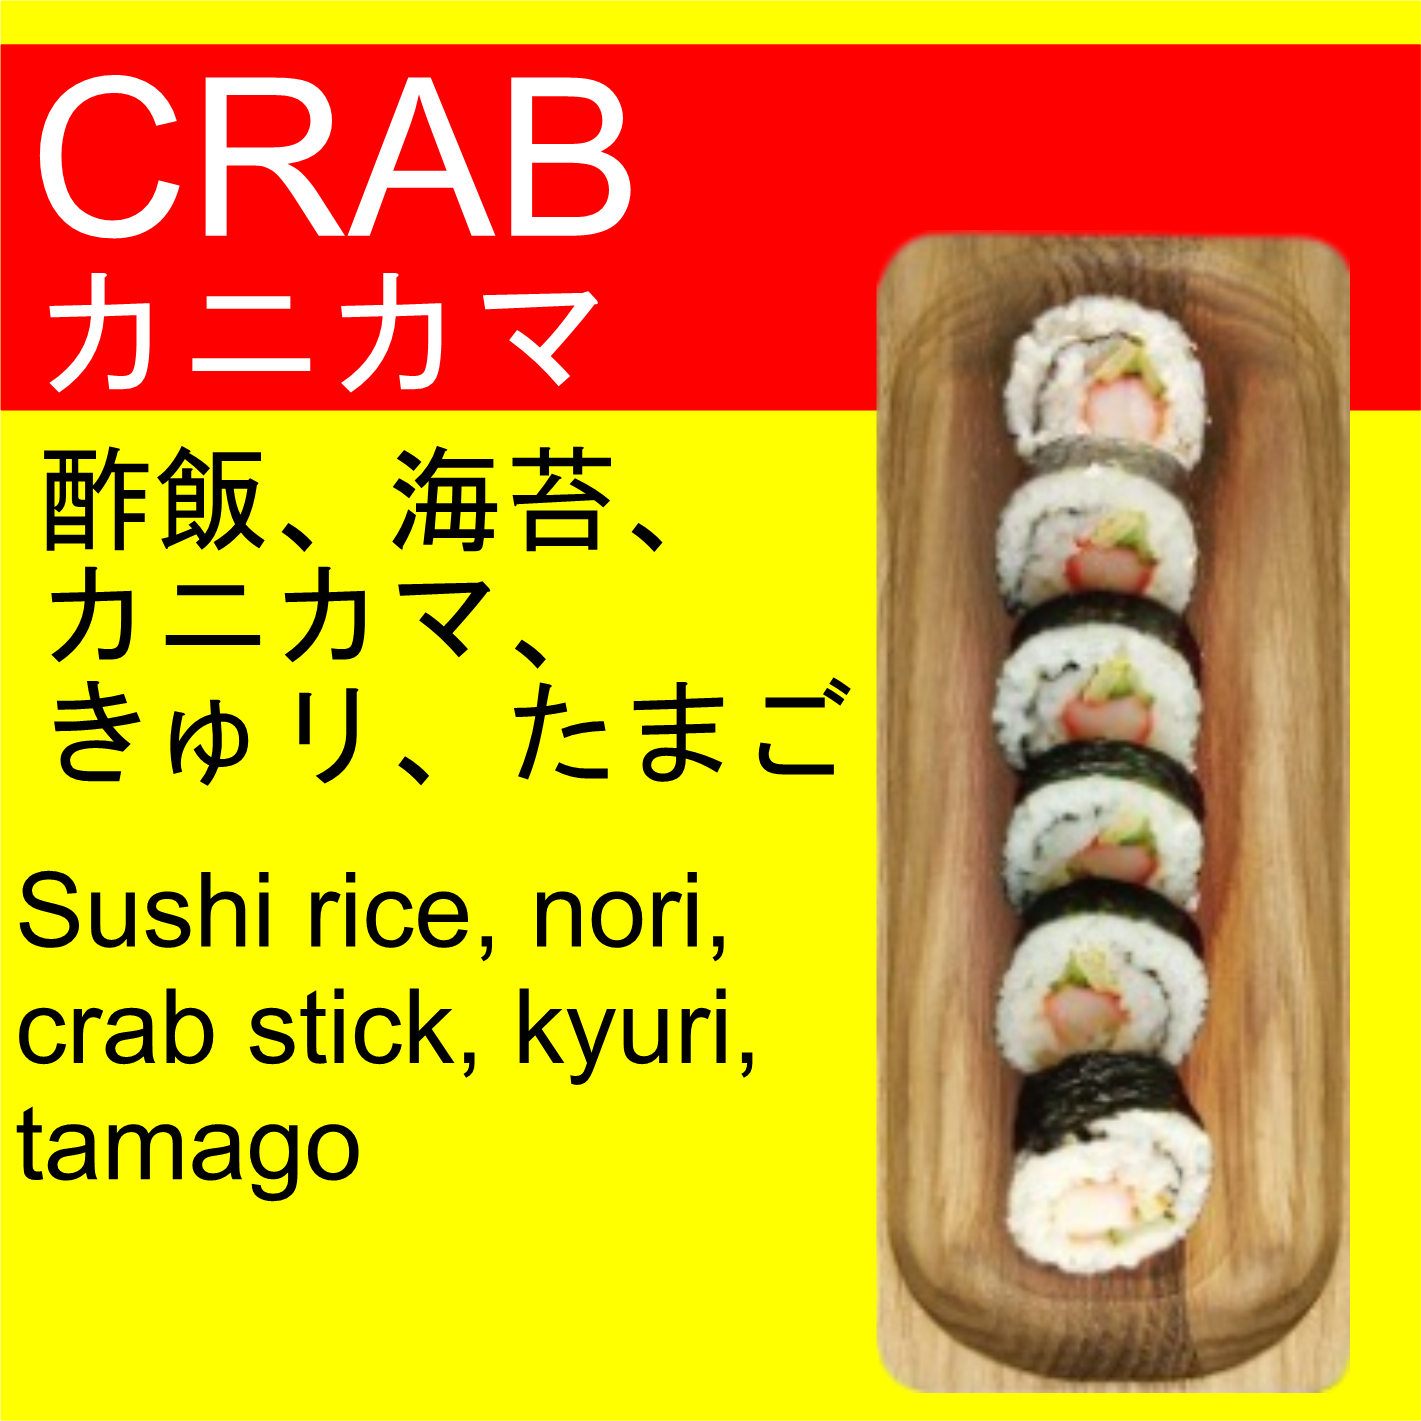 CRAB
カニカマ
酢飯、海苔、
カニカマ、
きゅリ、たまご
Sushi rice, nori,
crab stick, kyuri,
tamago